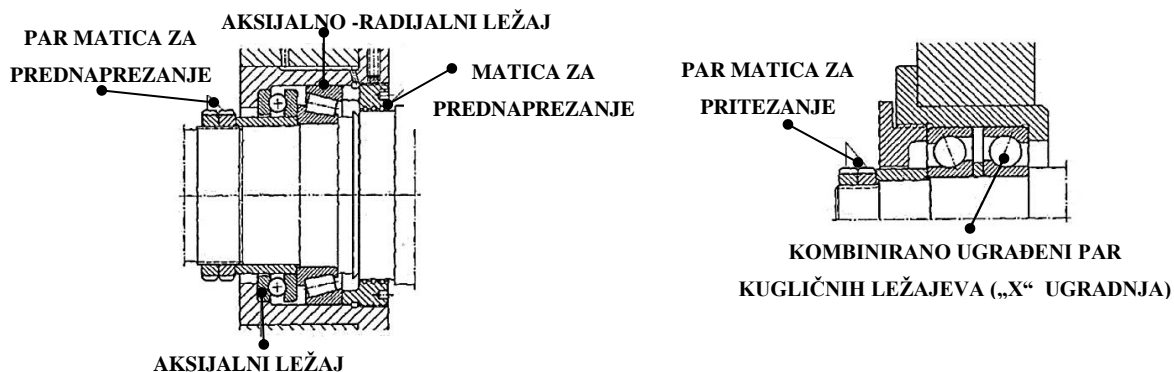 AKSIJALNO -RADIJALNI LEŽAJ
PAR MATICA ZA
PREDNAPREZANJE
MATICA ZA
PREDNAPREZANJE
AKSIJALNI LEŽAJ
PAR MATICA ZA
PRITEZANJE
KOMBINIRANO UGRAĐENI PAR
KUGLIČNIH LEŽAJEVA („X“ UGRADNJA)